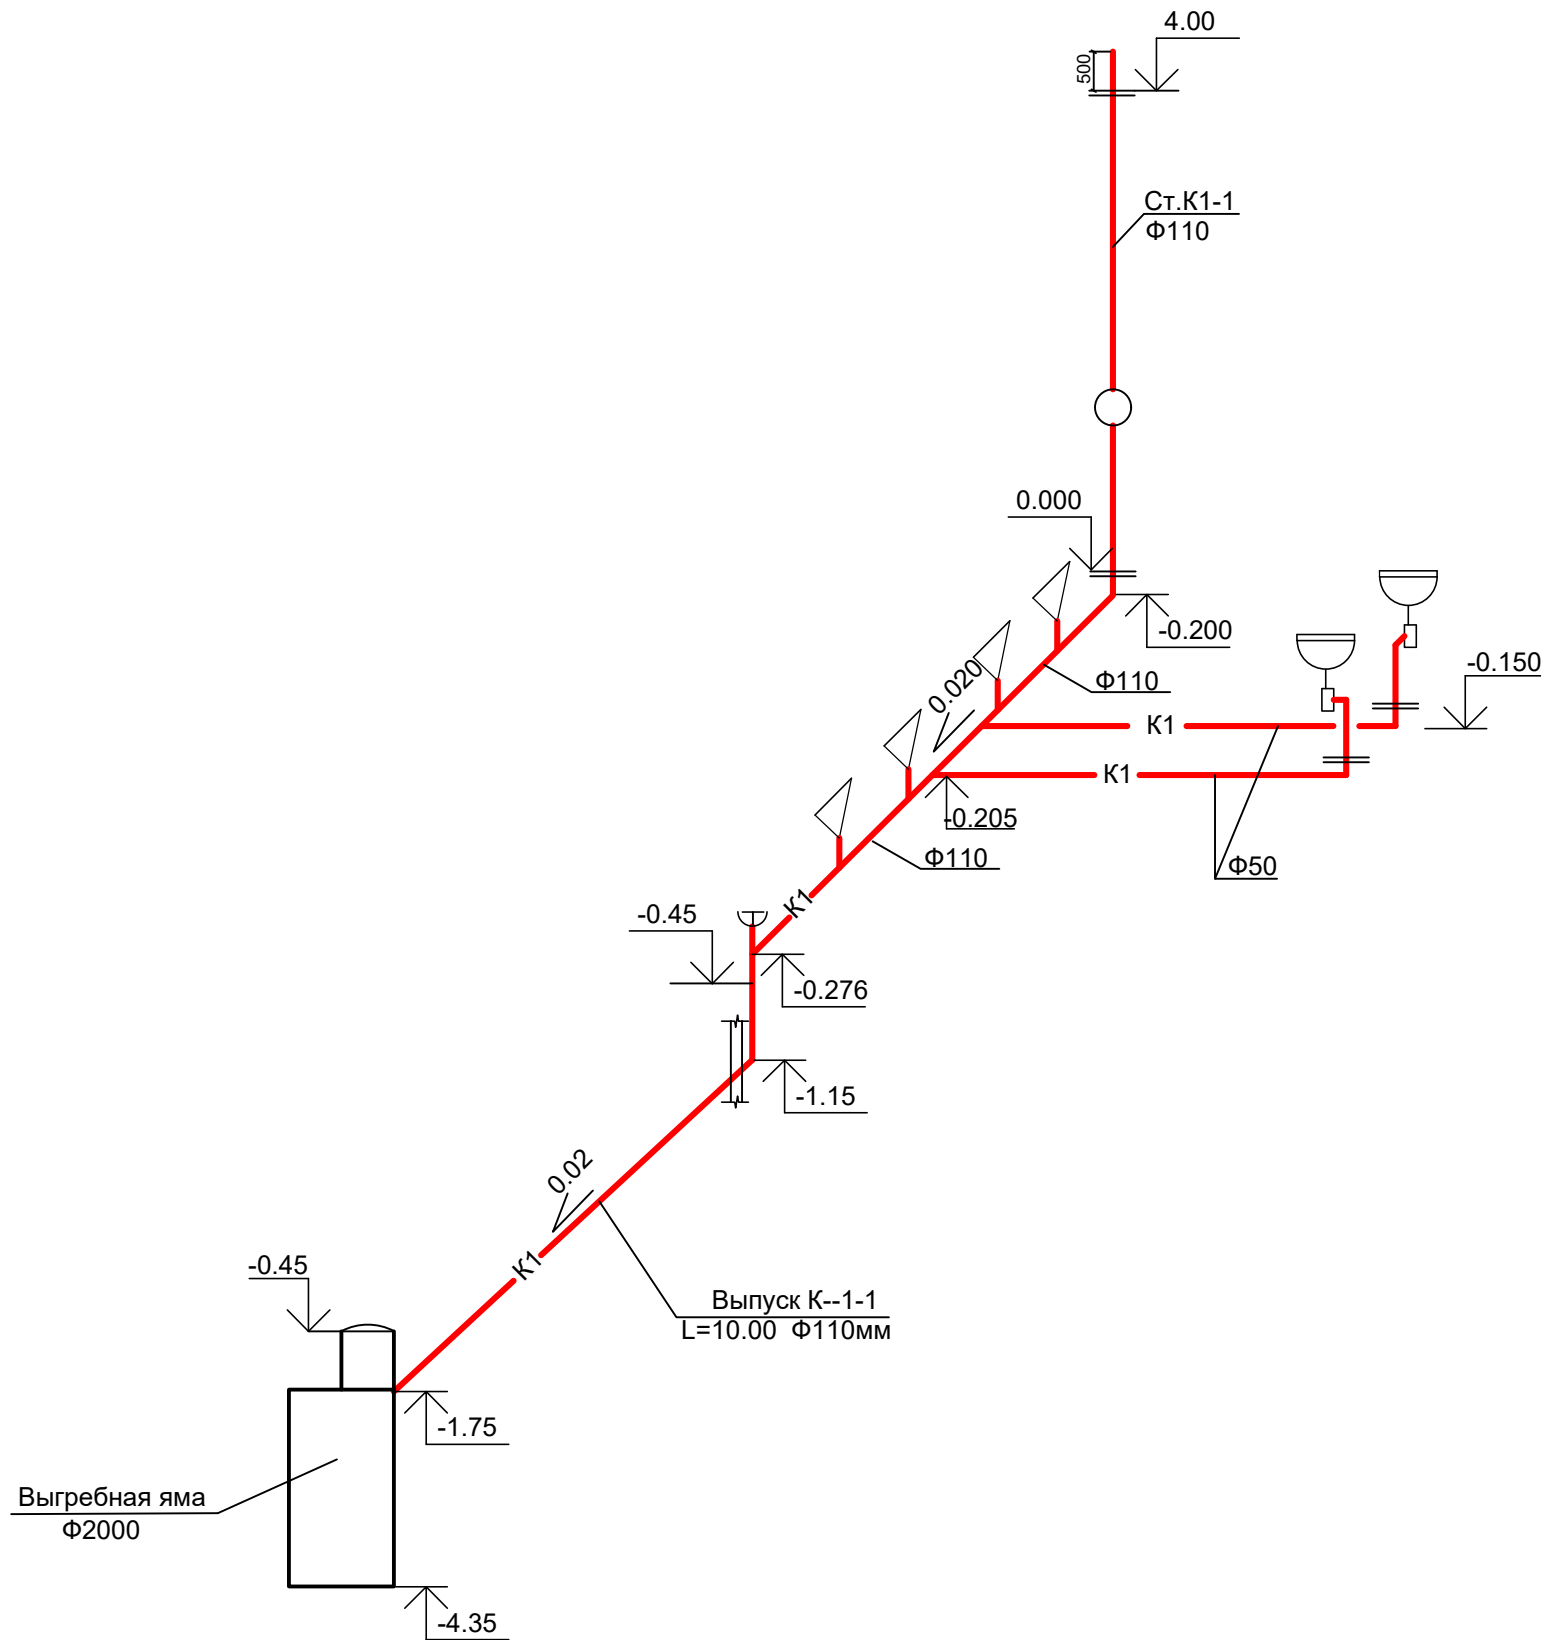 4.00
500
Ст.К1-1
Ф110
0.000
-0.200
-0.150
Ф110
0.020
К1
К1
-0.205
Ф110
Ф50
К1
-0.45
-0.276
-1.15
0.02
К1
-0.45
Выпуск К--1-1
L=10.00 Ф110мм
-1.75
Выгребная яма
Ф2000
-4.35